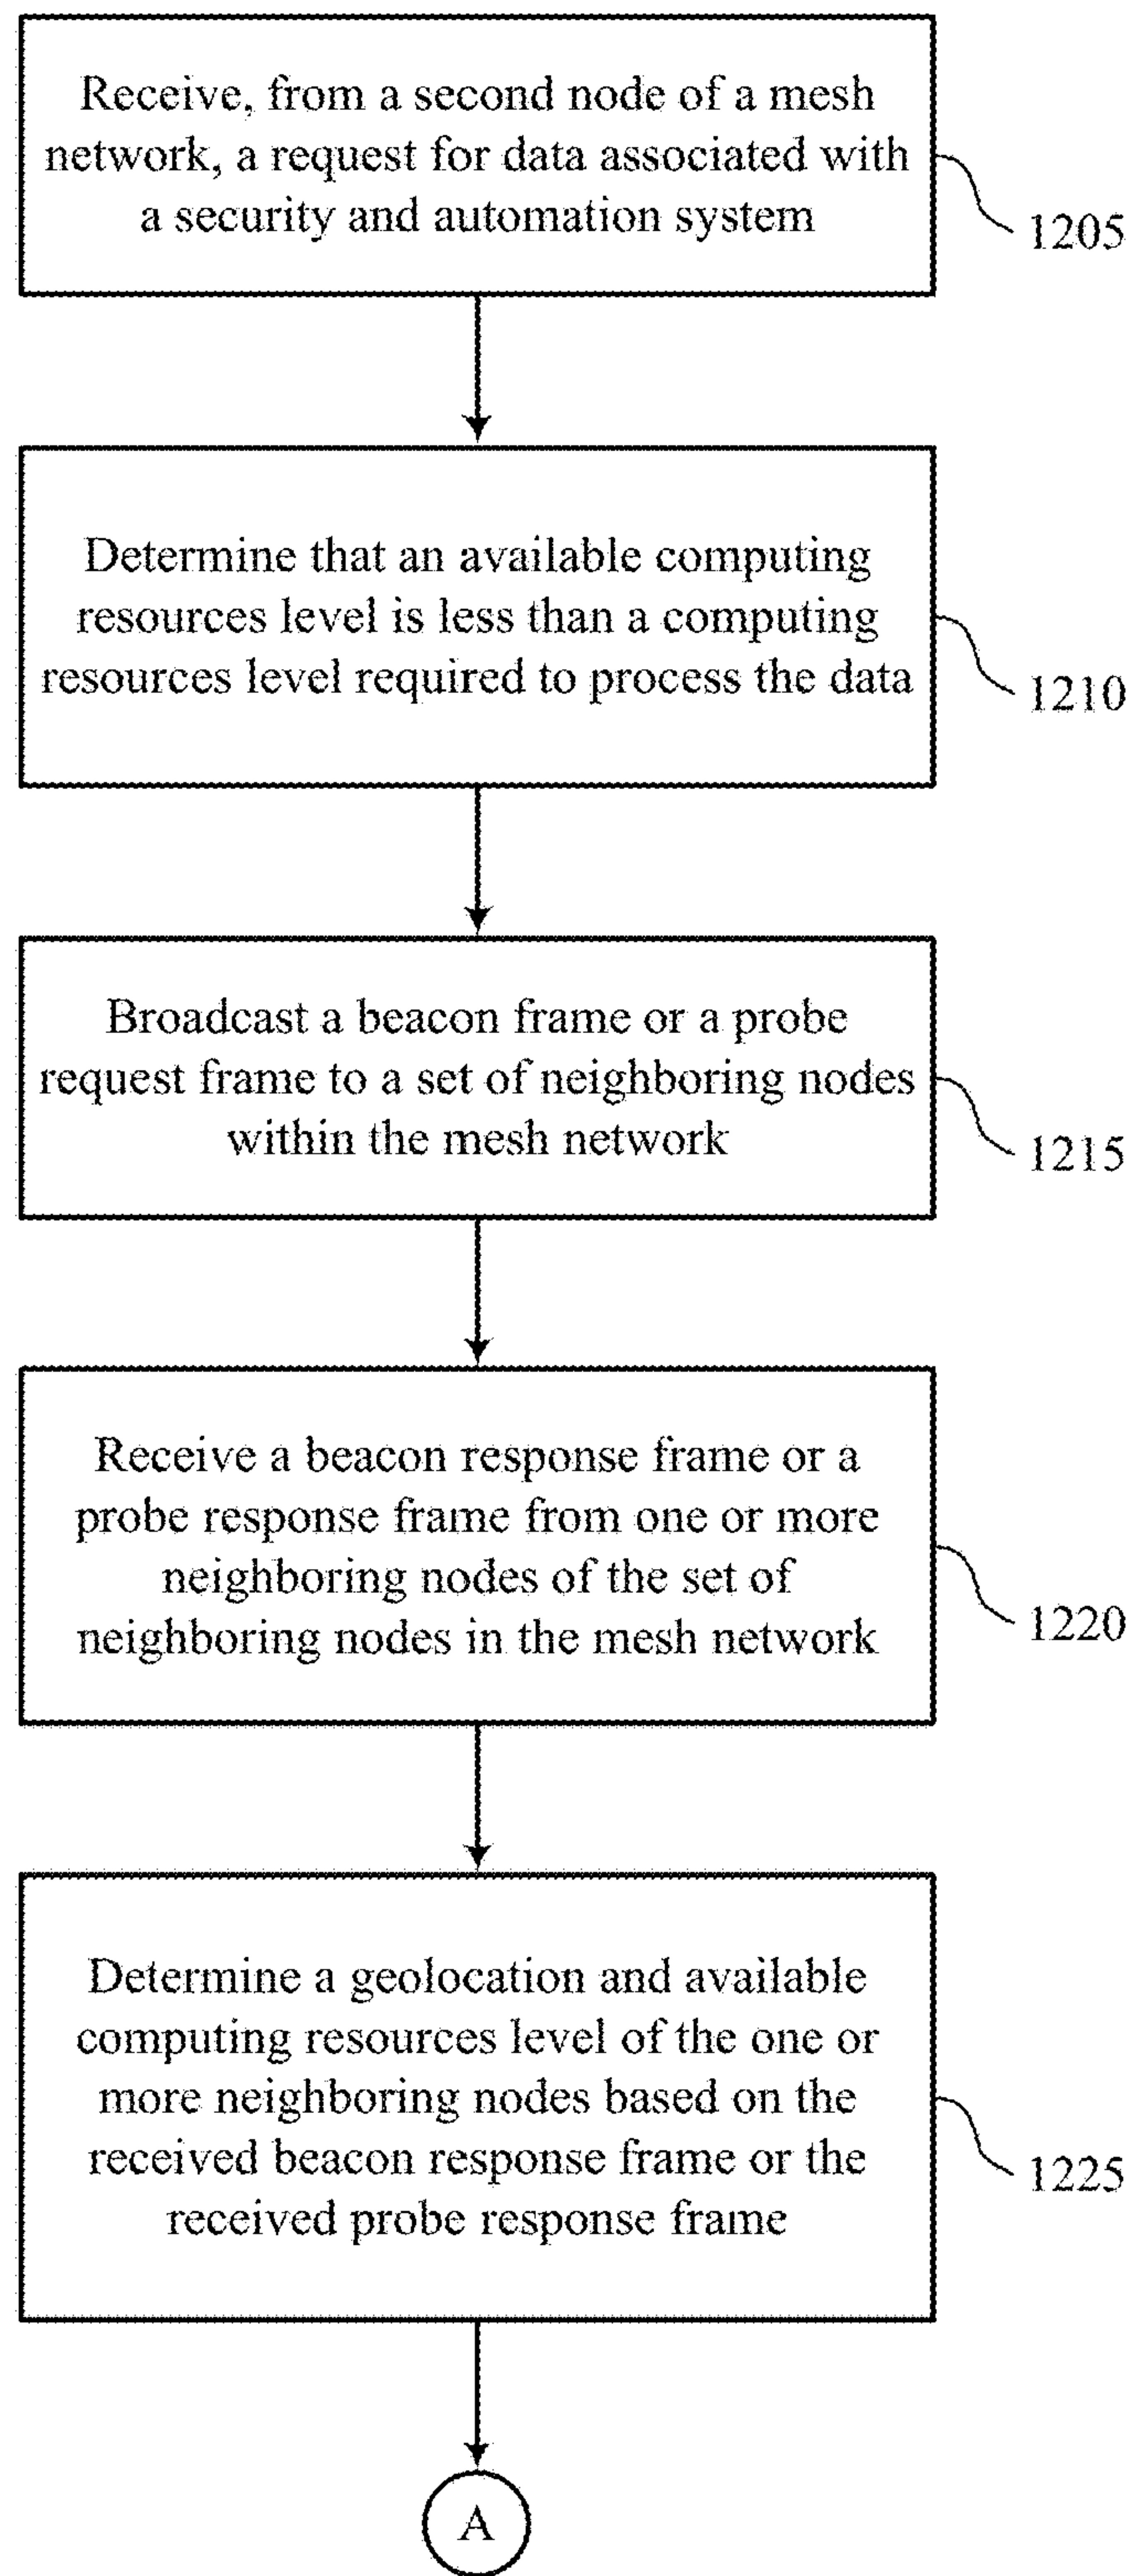 Receive, from a second node of a mesh
network, a request for data associated with
a security and automation system
1205
Determine that an available computing
resources level is less than a computing
resources level required to process the data
1210
Broadcast a beacon frame or a probe
request frame to a set of neighboring nodes
within the mesh network
1215
Receive a beacon response frame or a
probe response frame from one or more
neighboring nodes of the set of
neighboring nodes in the mesh network
1220
Determine a geolocation and available
computing resources level of the one or
more neighboring nodes based on the
received beacon response frame or the
received probe response frame
1225
A